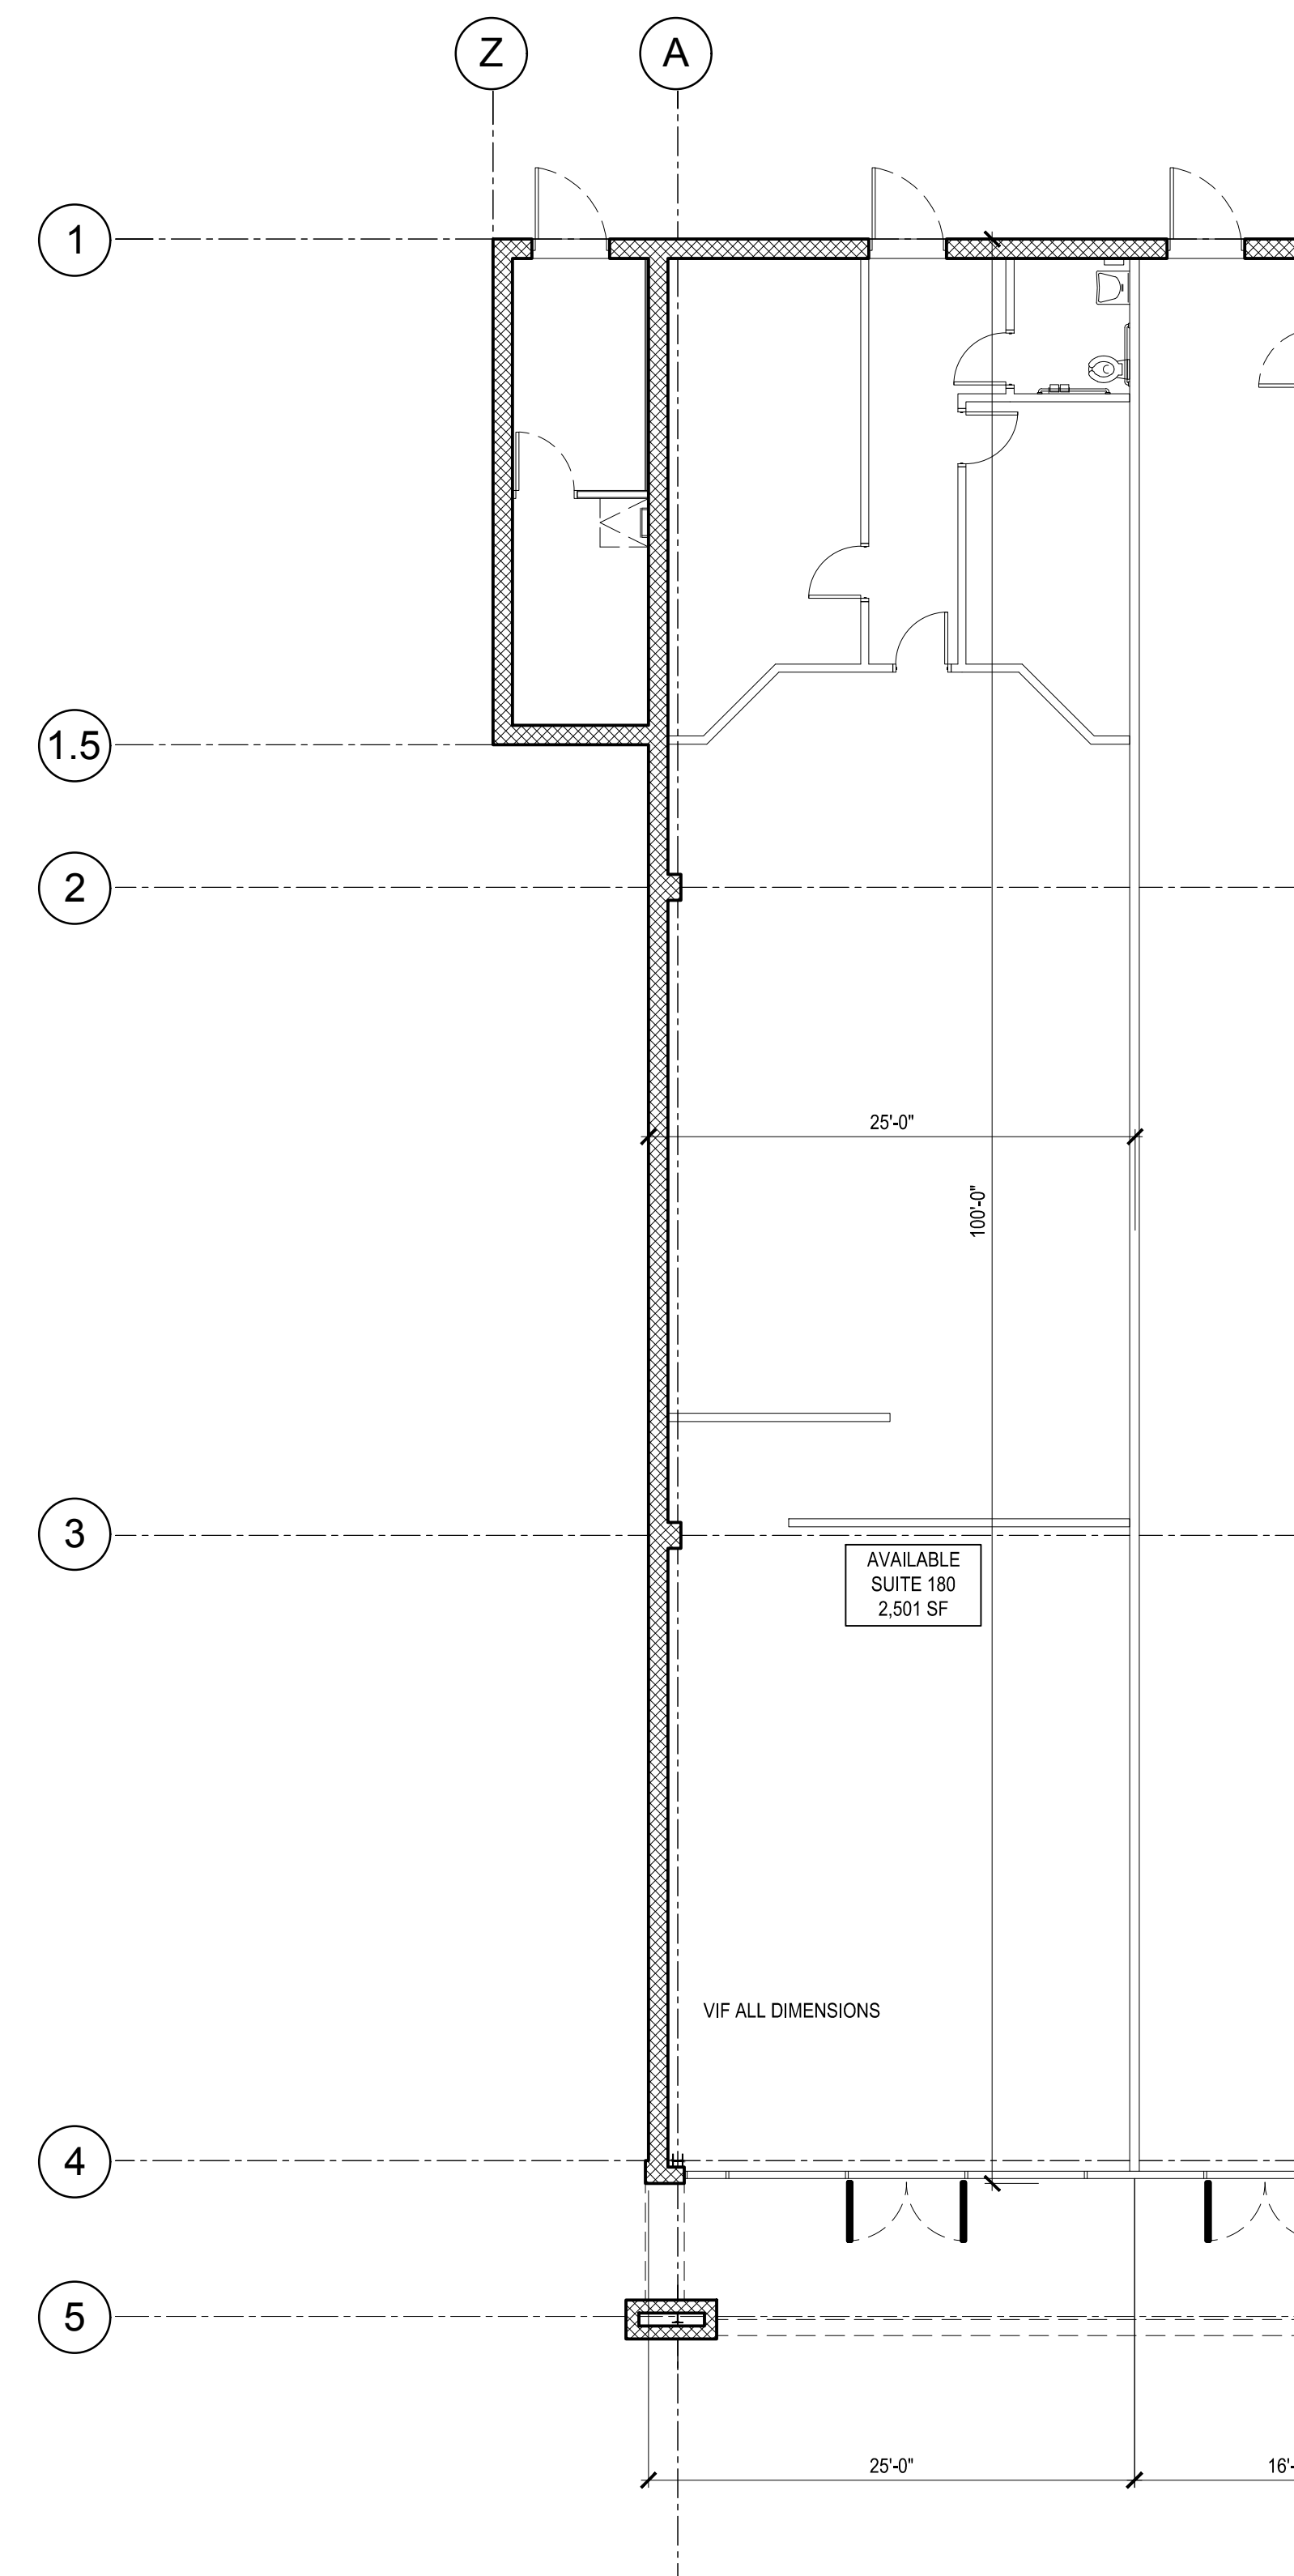 Z
A
1
1.5
2
25'-0"
100'-0"
3
AVAILABLE
SUITE 180
2,501 SF
VIF ALL DIMENSIONS
4
5
25'-0"
16'-